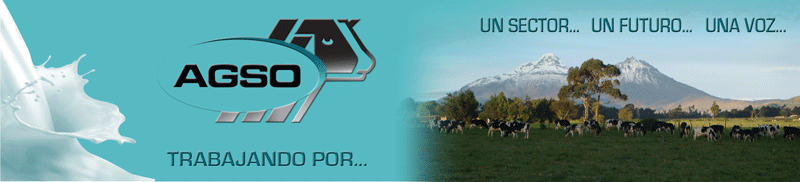 AGSO
TRABAJANDO POR...
UN SECTOR... UN FUTURO... UNA VOZ...